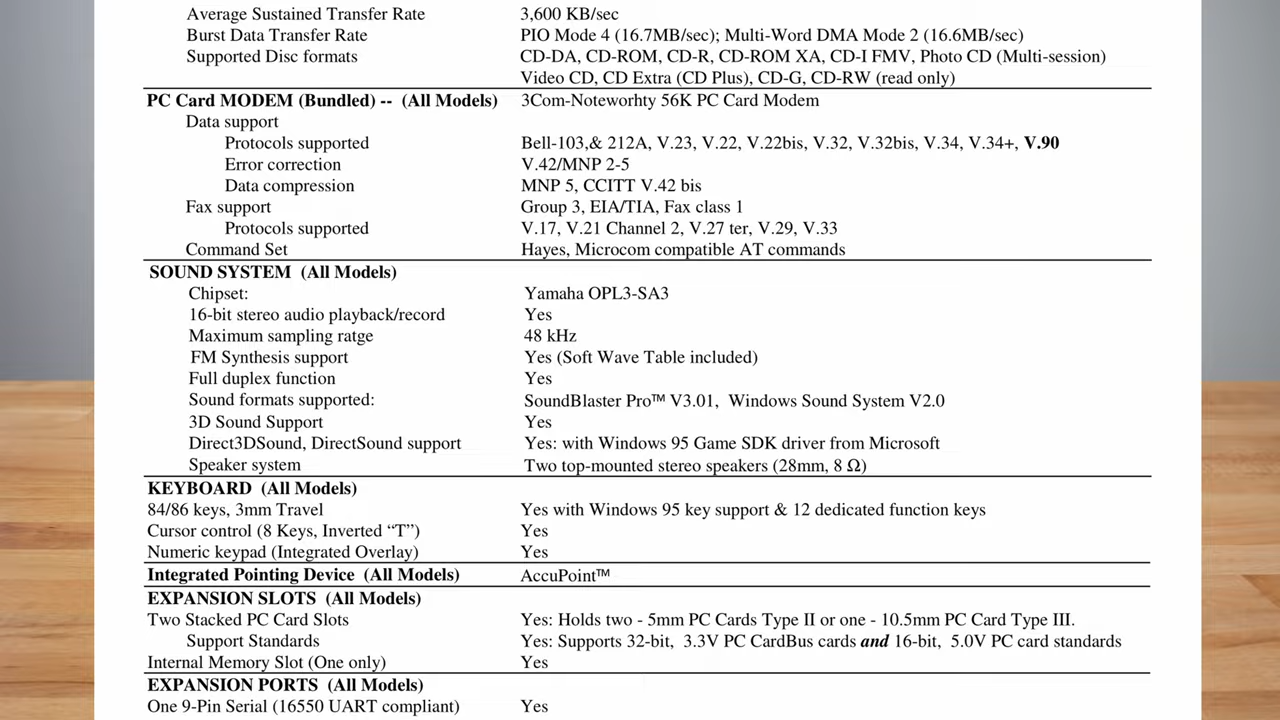 Average Sustained Transfer Rate 3,600 KB/sec
Burst Data Transfer Rate PIO Mode 4 (16.7MB/sec); Multi-Word DMA Mode 2 (16.6MB/sec)
Supported Disc formats CD-DA, CD-ROM, CD-R, CD-ROM XA, CD-I FMV, Photo CD (Multi-session)
Video CD, CD Extra (CD Plus), CD-G, CD-RW (read only)
PC Card MODEM (Bundled) -- (All Models) 3Com-Noteworhty 56K PC Card Modem
Data support
Protocols supported Bell-103,& 212A, V.23, V.22, V.22bis, V.32, V.32bis, V.34, V.34+, V.90
Error correction V.42/MNP 2-5
Data compression MNP 5, CCITT V.42 bis
Fax support Group 3, EIA/TIA, Fax class 1
Protocols supported V.17, V.21 Channel 2, V.27 ter, V.29, V.33
Command Set Hayes, Microcom compatible AT commands
SOUND SYSTEM (All Models)
Chipset: Yamaha OPL3-SA3
16-bit stereo audio playback/record Yes
Maximum sampling ratge 48 kHz
FM Synthesis support Yes (Soft Wave Table included)
Full duplex function Yes
Sound formats supported: SoundBlaster Pro™ V3.01, Windows Sound System V2.0
3D Sound Support Yes
Direct3DSound, DirectSound support Yes: with Windows 95 Game SDK driver from Microsoft
Speaker system Two top-mounted stereo speakers (28mm, 8 Ω)
KEYBOARD (All Models)
84/86 keys, 3mm Travel Yes with Windows 95 key support & 12 dedicated function keys
Cursor control (8 Keys, Inverted “T”) Yes
Numeric keypad (Integrated Overlay) Yes
Integrated Pointing Device (All Models) AccuPoint™
EXPANSION SLOTS (All Models)
Two Stacked PC Card Slots Yes: Holds two - 5mm PC Cards Type II or one - 10.5mm PC Card Type III.
Support Standards Yes: Supports 32-bit, 3.3V PC CardBus cards and 16-bit, 5.0V PC card standards
Internal Memory Slot (One only) Yes
EXPANSION PORTS (All Models)
One 9-Pin Serial (16550 UART compliant) Yes